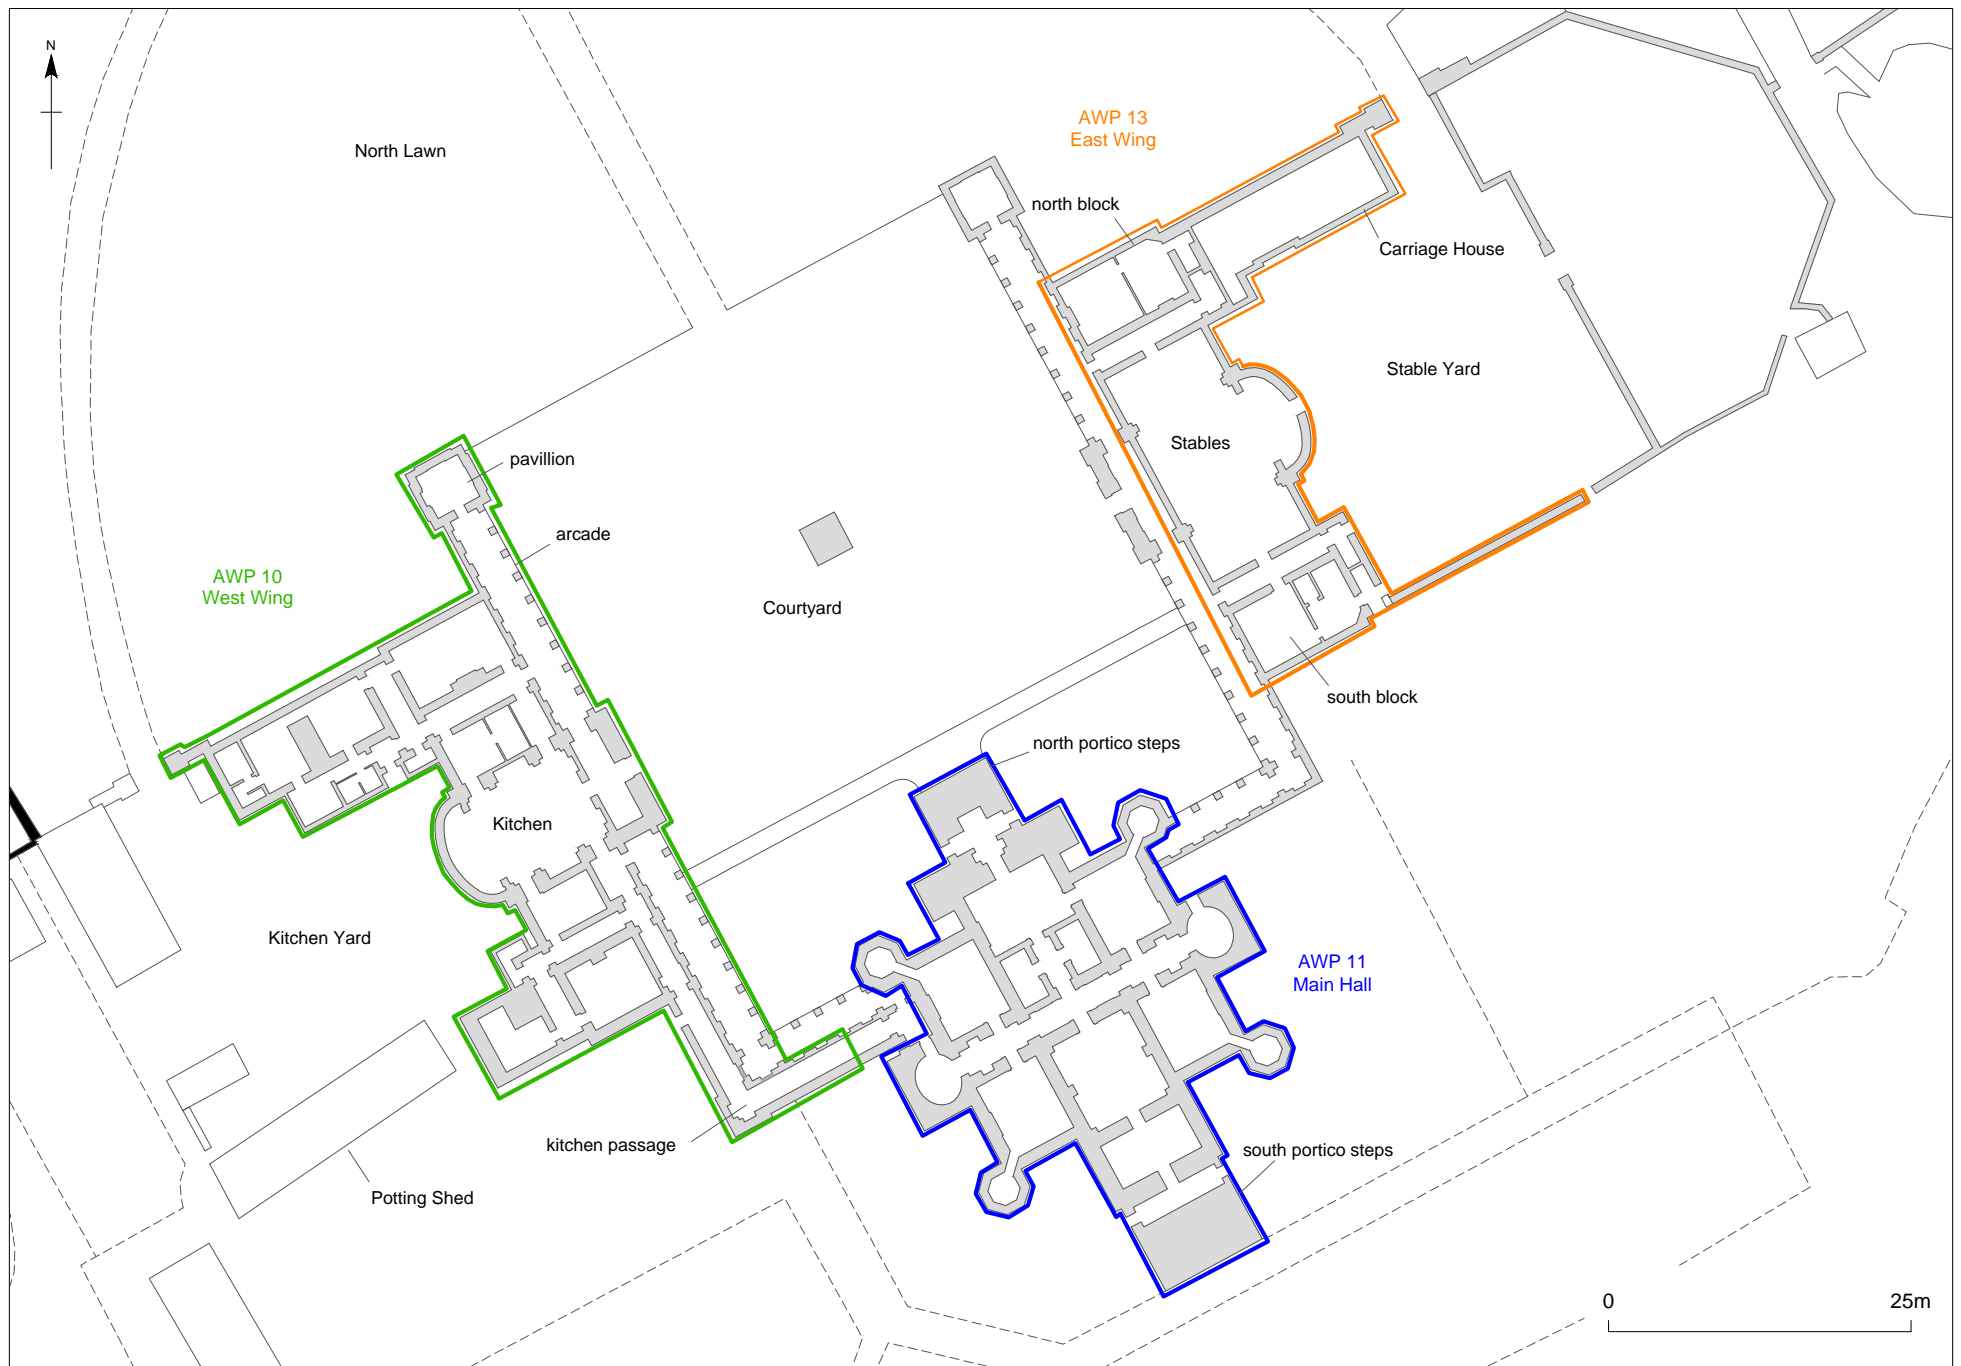 N
North Lawn
AWP 13
East Wing
north block
Carriage House
Stable Yard
Stables
pavillion
arcade
AWP 10
West Wing
Courtyard
south block
north portico steps
Kitchen
Kitchen Yard
AWP 11
Main Hall
kitchen passage
south portico steps
Potting Shed
0 25m